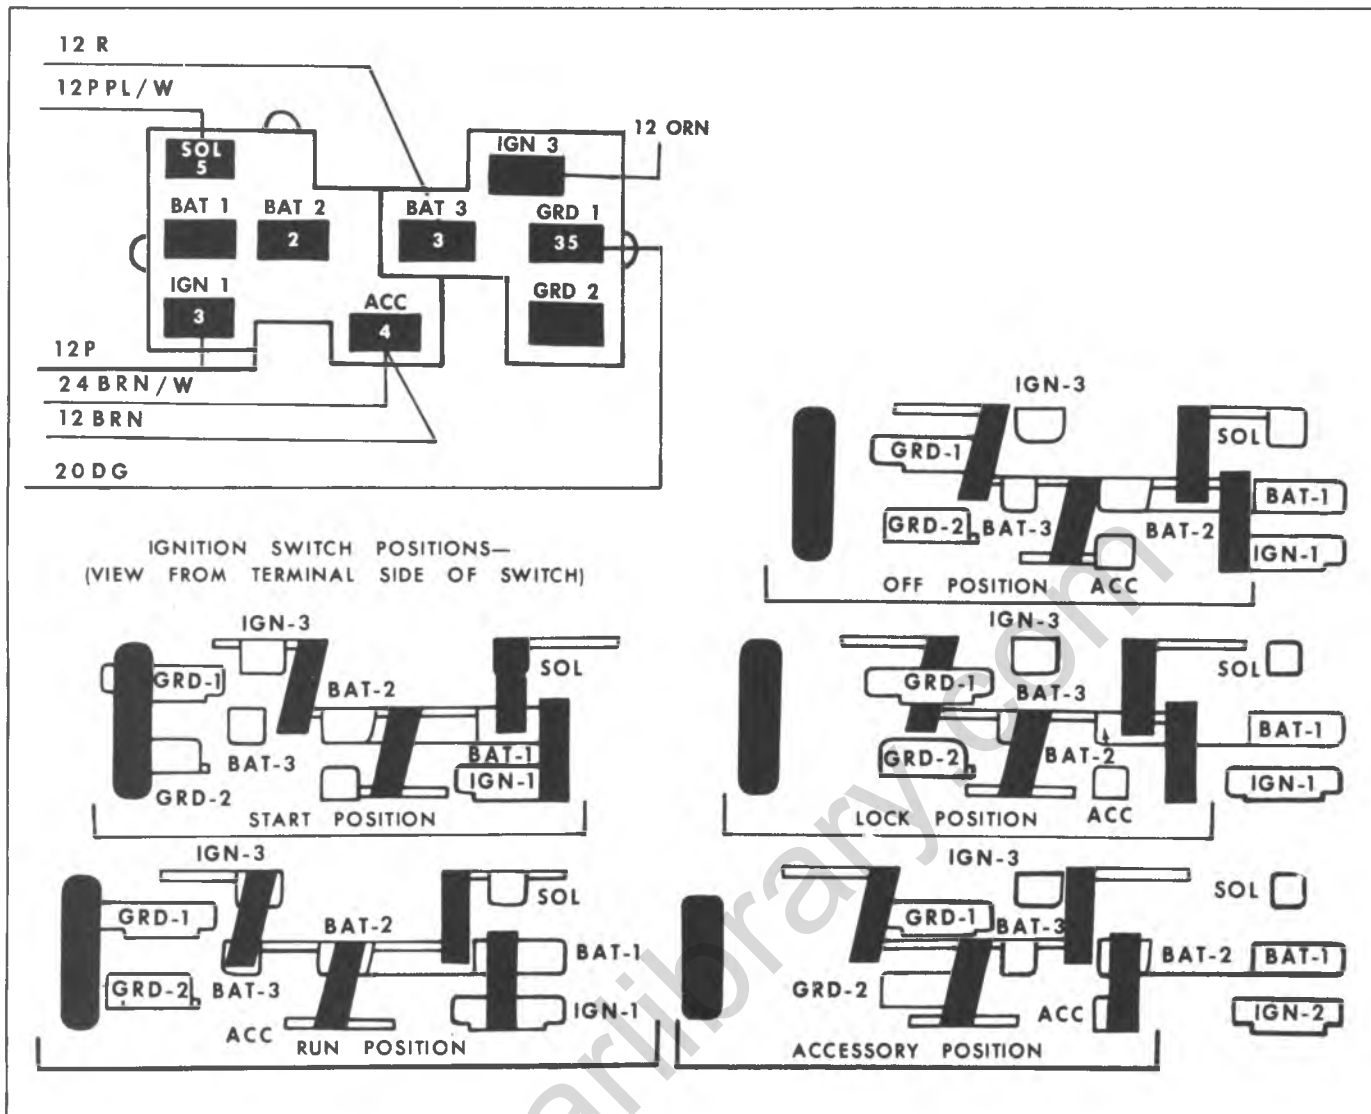 12 R
12PPL/W
12 ORN
SOL
5
IGN 3
BAT 1
BAT 2
2
BAT 3
3
GRD 1
35
IGN 1
3
ACC
4
GRD 2
12P
24 BRN/W
12 BRN
20DG
IGNITION SWITCH POSITIONS—
(VIEW FROM TERMINAL SIDE OF SWITCH)
IGN-3
GRD-1
SOL
GRD-2
BAT-3
BAT-2
BAT-1
IGN-1
ACC
OFF POSITION
IGN-3
GRD-1
BAT-2
SOL
BAT-3
BAT-1
IGN-1
GRD-2
START POSITION
IGN-3
GRD-1
BAT-3
SOL
GRD-2
BAT-2
BAT-1
IGN-1
ACC
LOCK POSITION
IGN-3
GRD-1
BAT-2
SOL
BAT-1
GRD-2
BAT-3
IGN-1
ACC
RUN POSITION
IGN-3
GRD-1
BAT-3
SOL
BAT-2
BAT-1
GRD-2
ACC
IGN-2
ACCESSORY POSITION
arilibrary.com